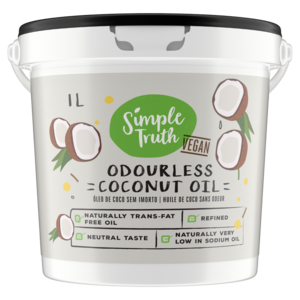 1L
Simple
Truth
VEGAN
ODOURLESS
COCONUT OIL
ÓLEO DE COCO SEM IMORTO | HUILE DE COCO SANS ODEUR
NATURALLY TRANS-FAT
FREE OIL
REFINED
NEUTRAL TASTE
NATURALLY VERY
LOW IN SODIUM OIL